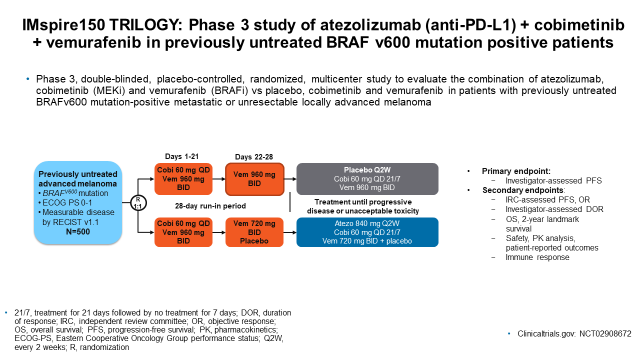 IMspire150 TRILOGY: Phase 3 study of atezolizumab (anti-PD-L1) + cobimetinib
+ vemurafenib in previously untreated BRAF v600 mutation positive patients
• Phase 3, double-blinded, placebo-controlled, randomized, multicenter study to evaluate the combination of atezolizumab,
cobimetinib (MEKi) and vemurafenib (BRAFi) vs placebo, cobimetinib and vemurafenib in patients with previously untreated
BRAFv600 mutation-positive metastatic or unresectable locally advanced melanoma
Days 1-21
Days 22-28
Previously untreated
advanced melanoma
• BRAFV600 mutation
• ECOG PS 0-1
• Measurable disease
by RECIST v1.1
N=500
R
1:1
Cobi 60 mg QD
Vem 960 mg
BID
Vem 960 mg
BID
Placebo Q2W
Cobi 60 mg QD 21/7
Vem 960 mg BID
28-day run-in period
Treatment until progressive
disease or unacceptable toxicity
Cobi 60 mg QD
Vem 960 mg
BID
Vem 720 mg
BID
Placebo
Atezo 840 mg Q2W
Cobi 60 mg QD 21/7
Vem 720 mg BID + placebo
• Primary endpoint:
– Investigator-assessed PFS
• Secondary endpoints:
– IRC-assessed PFS, OR
– Investigator-assessed DOR
– OS, 2-year landmark
survival
– Safety, PK analysis,
patient-reported outcomes
– Immune response
• 21/7, treatment for 21 days followed by no treatment for 7 days; DOR, duration
of response; IRC, independent review committee; OR, objective response;
OS, overall survival; PFS, progression-free survival; PK, pharmacokinetics;
ECOG-PS, Eastern Cooperative Oncology Group performance status; Q2W,
every 2 weeks; R, randomization
• Clinicaltrials.gov: NCT02908672